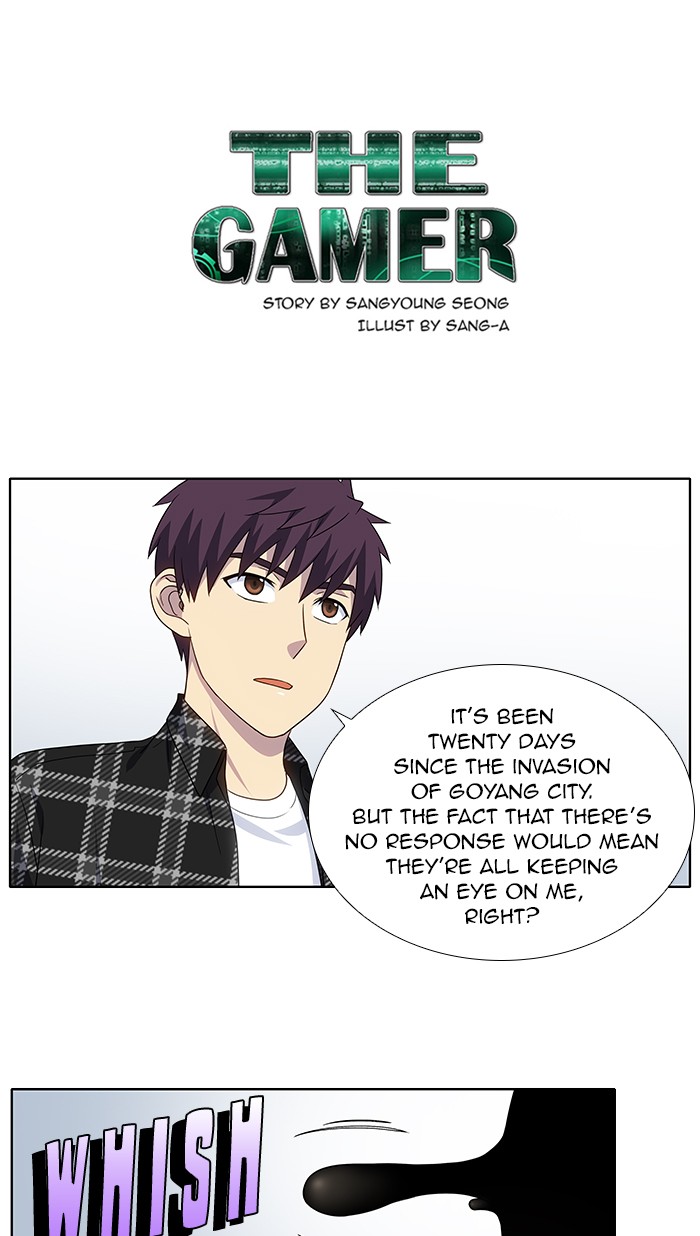 THE
GAMER
STORY BY SANGYOUNG SEONG
ILLUST BY SANG-A
IT'S BEEN
TWENTY DAYS
SINCE THE INVASION
OF GOYANG CITY.
BUT THE FACT THAT THERE'S
NO RESPONSE WOULD MEAN
THEY'RE ALL KEEPING
AN EYE ON ME,
RIGHT?
WHISH